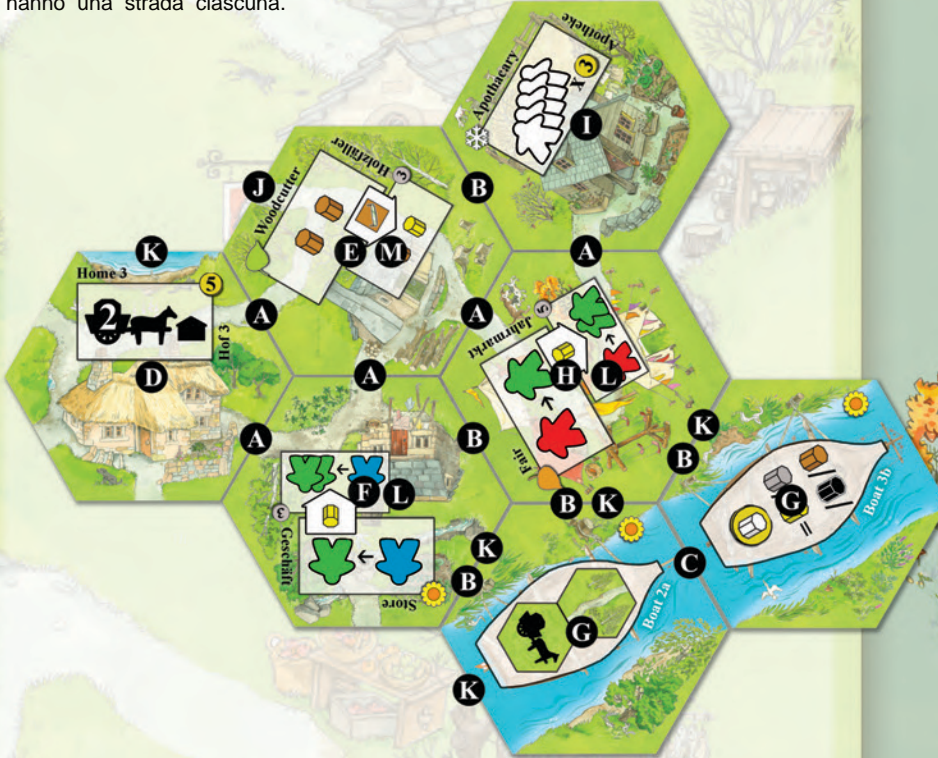 hanno una strada ciascuna.
Apotheke
Apothacary
3
X
I
Holzfäller
3
J
B
Woodcutter
E
M
K
A
Home 3
5
2
Hof 3
A
A
Jahrmarkt
5
D
A
H
L
A
B
K
B
Fair
F
L
3
G
Boat 3b
B
K
Geschäft
K
C
B
Store
Boat 2a
G
K